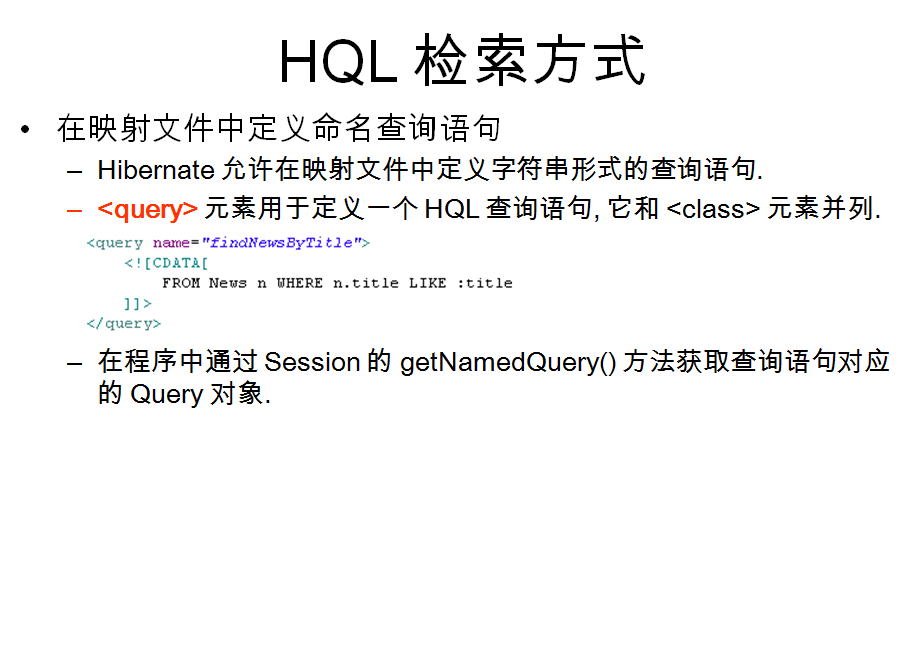 HQL 检索方式
• 在映射文件中定义命名查询语句
– Hibernate 允许在映射文件中定义字符串形式的查询语句.
– <query> 元素用于定义一个 HQL 查询语句, 它和 <class> 元素并列.
<query name="findNewsByTitle">
<![CDATA[
FROM News n WHERE n.title LIKE :title
]]>
</query>
– 在程序中通过 Session 的 getNamedQuery() 方法获取查询语句对应
的 Query 对象.